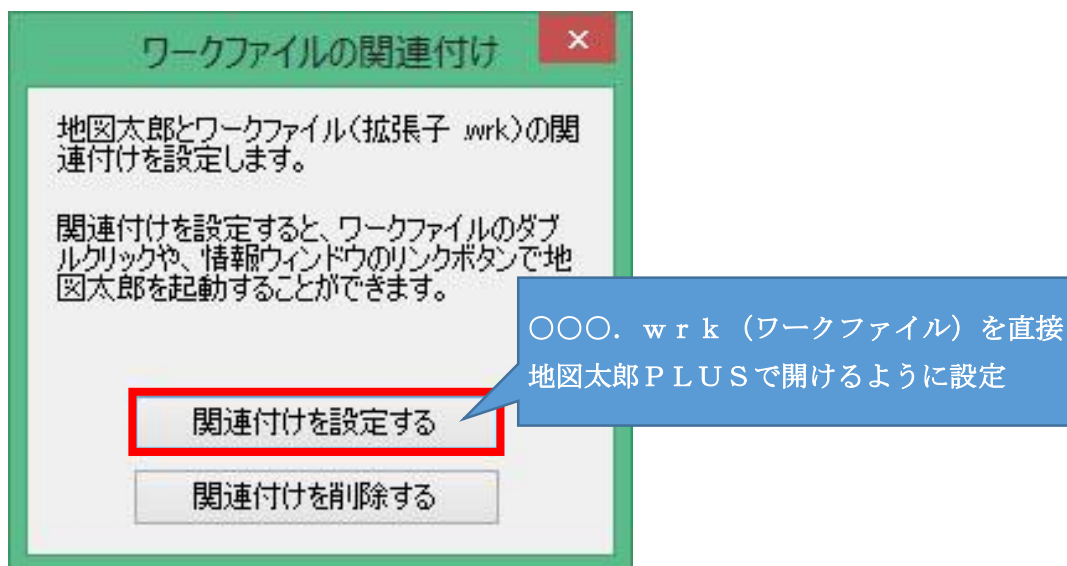 ワークファイルの関連付け
地図太郎とワークファイル(拡張子 .wrk)の関
連付けを設定します。
関連付けを設定すると、ワークファイルのダブ
ルクリックや、情報ウィンドウのリンクボタンで地
図太郎を起動することができます。
○○○．ｗｒｋ（ワークファイル）を直接
地図太郎ＰＬＵＳで開けるように設定
関連付けを設定する
関連付けを削除する